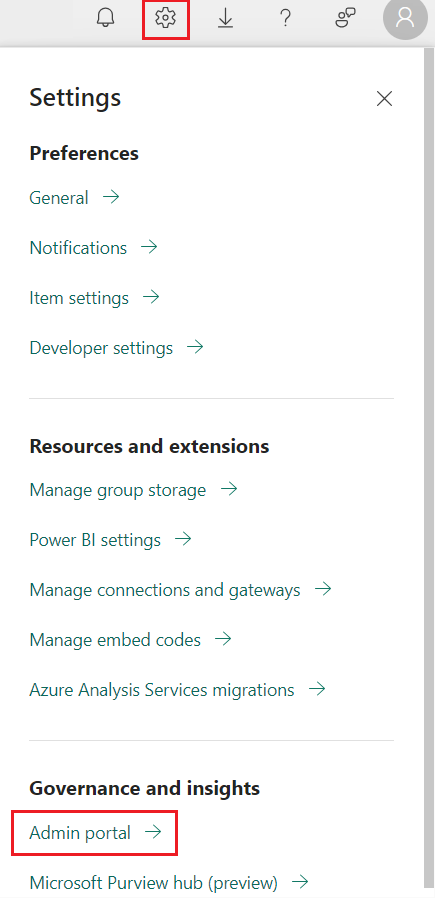 Settings
Preferences
General
Notifications
Item settings
Developer settings
Resources and extensions
Manage group storage
Power BI settings
Manage connections and gateways
Manage embed codes
Azure Analysis Services migrations
Governance and insights
Admin portal
Microsoft Purview hub (preview)